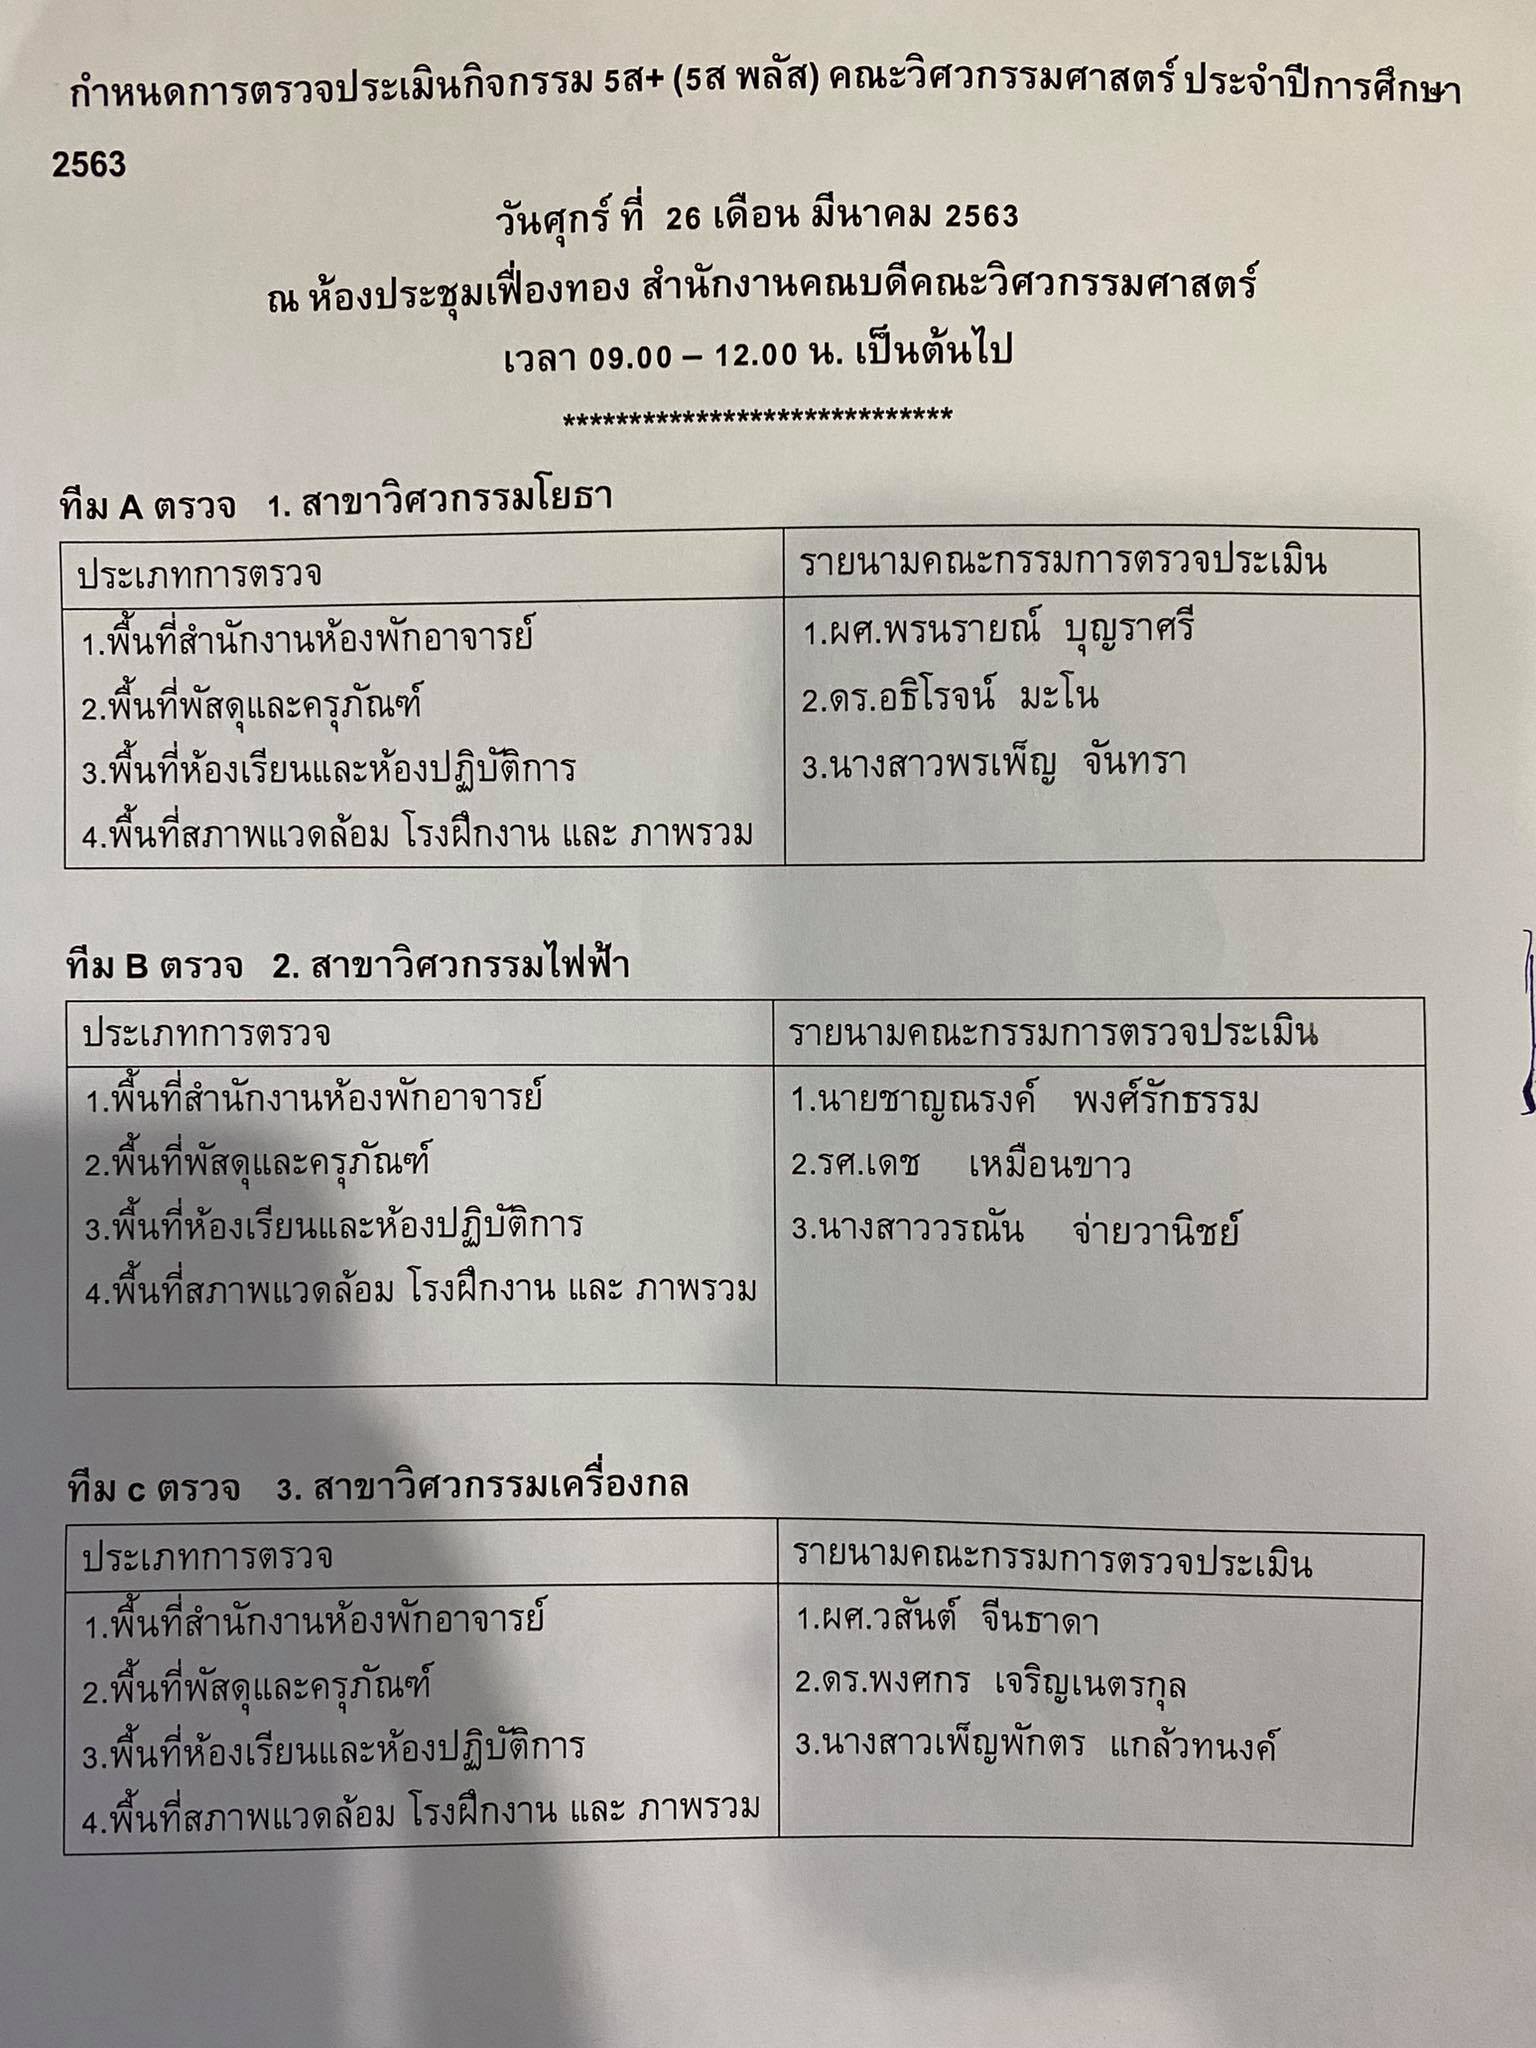 กำหนดการตรวจประเมินกิจกรรม 5ส+ (5ส พลัส) คณะวิศวกรรมศาสตร์ ประจำปีการศึกษา
2563
วันศุกร์ ที่ 26 เดือน มีนาคม 2563
ณ ห้องประชุมเฟื่องทอง สำนักงานคณบดีคณะวิศวกรรมศาสตร์
เวลา 09.00 – 12.00 น. เป็นต้นไป
*****************************
ทีม A ตรวจ 1. สาขาวิศวกรรมโยธา
ประเภทการตรวจ รายนามคณะกรรมการตรวจประเมิน
1.พื้นที่สำนักงานห้องพักอาจารย์ 1.ผศ.พรนรายณ์ บุญราศรี
2.พื้นที่พัสดุและครุภัณฑ์ 2.ดร.อธิโรจน์ มะโน
3.พื้นที่ห้องเรียนและห้องปฏิบัติการ 3.นางสาวพรเพ็ญ จันทรา
4.พื้นที่สภาพแวดล้อม โรงฝึกงาน และ ภาพรวม
ทีม B ตรวจ 2. สาขาวิศวกรรมไฟฟ้า
ประเภทการตรวจ รายนามคณะกรรมการตรวจประเมิน
1.พื้นที่สำนักงานห้องพักอาจารย์ 1.นายชาญณรงค์ พงศ์รักธรรม
2.พื้นที่พัสดุและครุภัณฑ์ 2.รศ.เดช เหมือนขาว
3.พื้นที่ห้องเรียนและห้องปฏิบัติการ 3.นางสาววรณัน จ่ายวานิชย์
4.พื้นที่สภาพแวดล้อม โรงฝึกงาน และ ภาพรวม
ทีม c ตรวจ 3. สาขาวิศวกรรมเครื่องกล
ประเภทการตรวจ รายนามคณะกรรมการตรวจประเมิน
1.พื้นที่สำนักงานห้องพักอาจารย์ 1.ผศ.วสันต์ จีนธาดา
2.พื้นที่พัสดุและครุภัณฑ์ 2.ดร.พงศกร เจริญเนตรกุล
3.พื้นที่ห้องเรียนและห้องปฏิบัติการ 3.นางสาวเพ็ญพักตร แกล้วทนงค์
4.พื้นที่สภาพแวดล้อม โรงฝึกงาน และ ภาพรวม